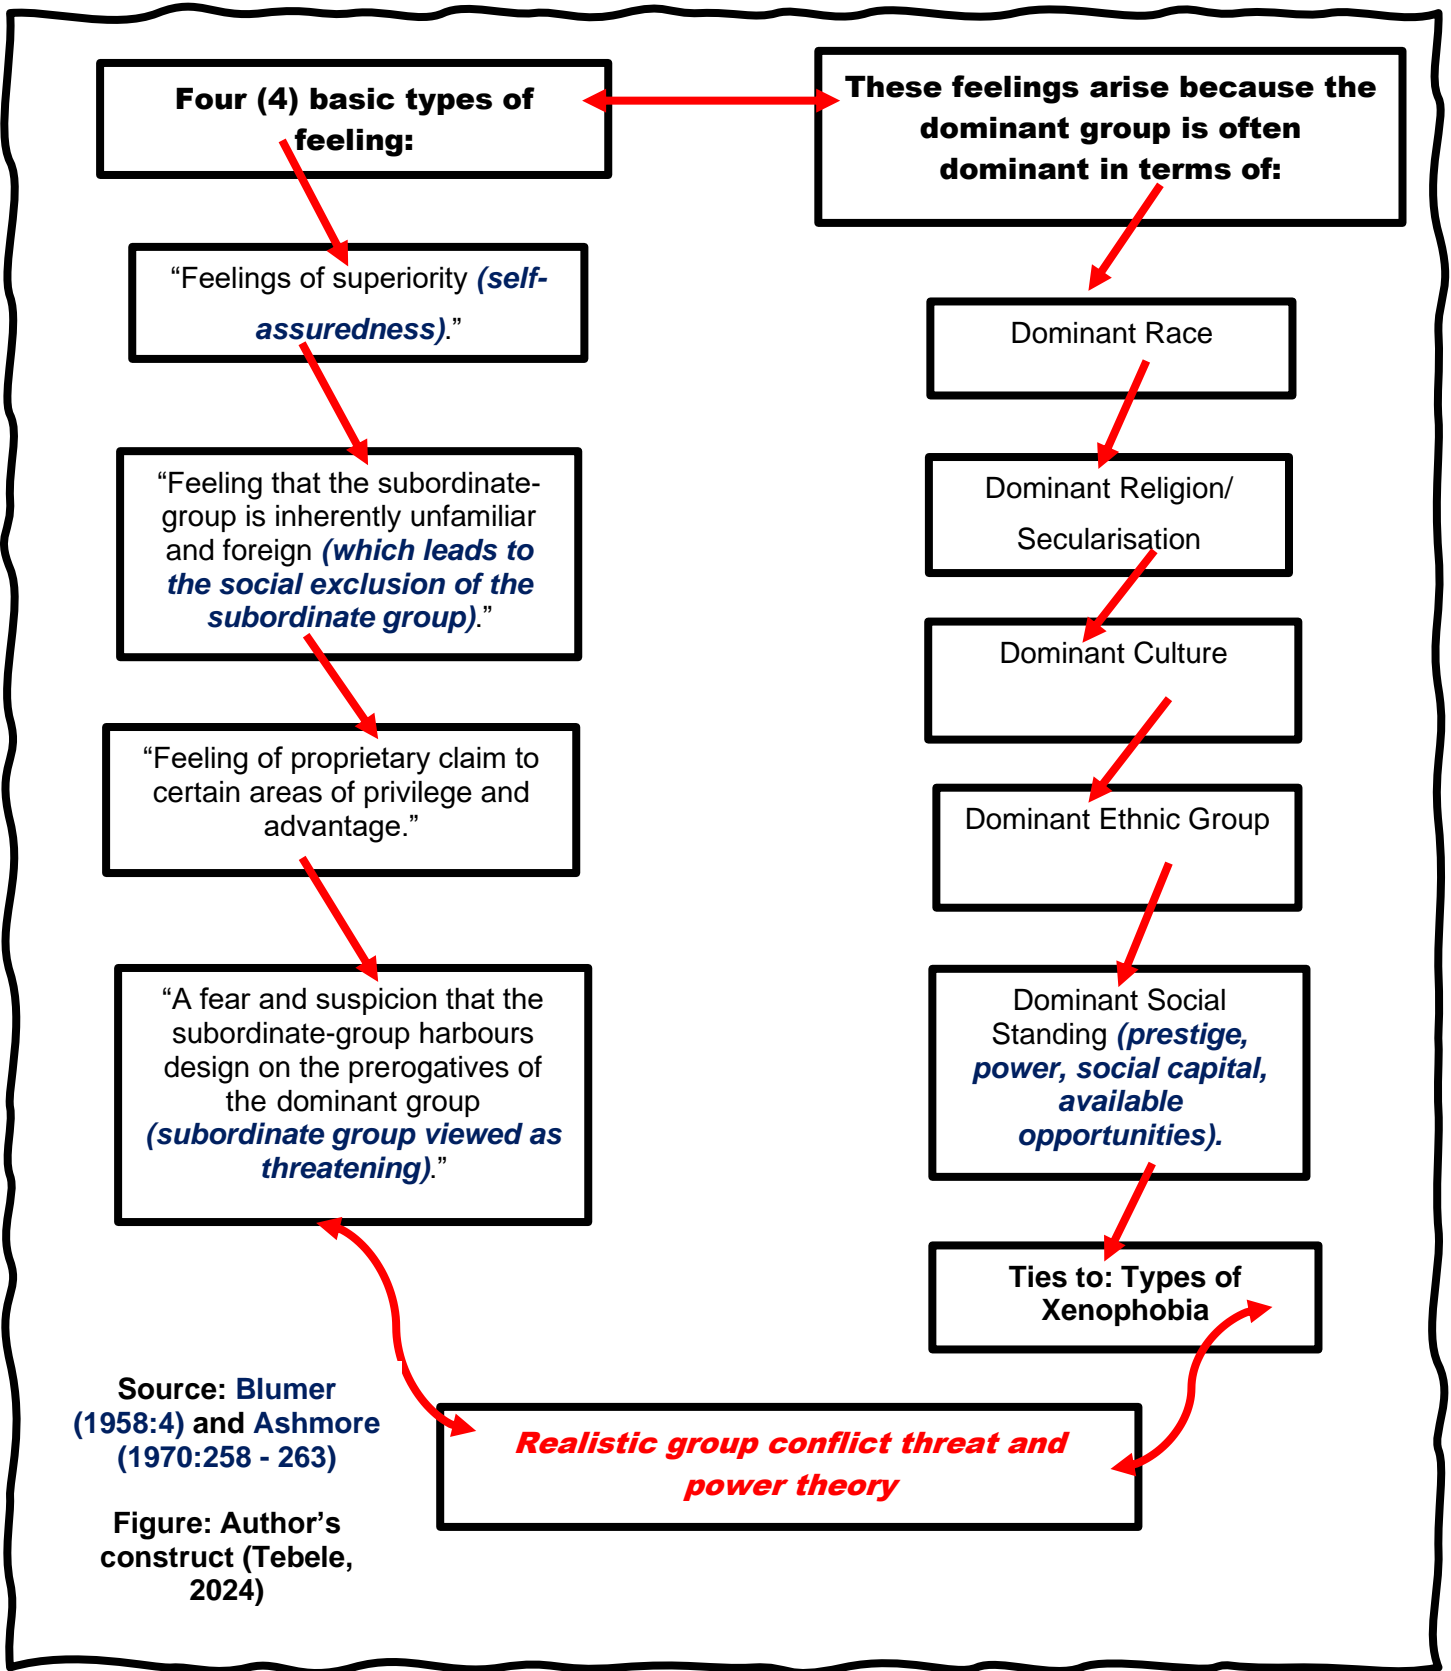 Four (4) basic types of
feeling:
“Feelings of superiority (self-
assuredness).”
“Feeling that the subordinate-
group is inherently unfamiliar
and foreign (which leads to
the social exclusion of the
subordinate group).”
“Feeling of proprietary claim to
certain areas of privilege and
advantage.”
“A fear and suspicion that the
subordinate-group harbours
design on the prerogatives of
the dominant group
(subordinate group viewed as
threatening).”
These feelings arise because the
dominant group is often
dominant in terms of:
Dominant Race
Dominant Religion/
Secularisation
Dominant Culture
Dominant Ethnic Group
Dominant Social
Standing (prestige,
power, social capital,
available
opportunities).
Ties to: Types of
Xenophobia
Realistic group conflict threat and
power theory
Source: Blumer
(1958:4) and Ashmore
(1970:258 - 263)
Figure: Author’s
construct (Tebele,
2024)